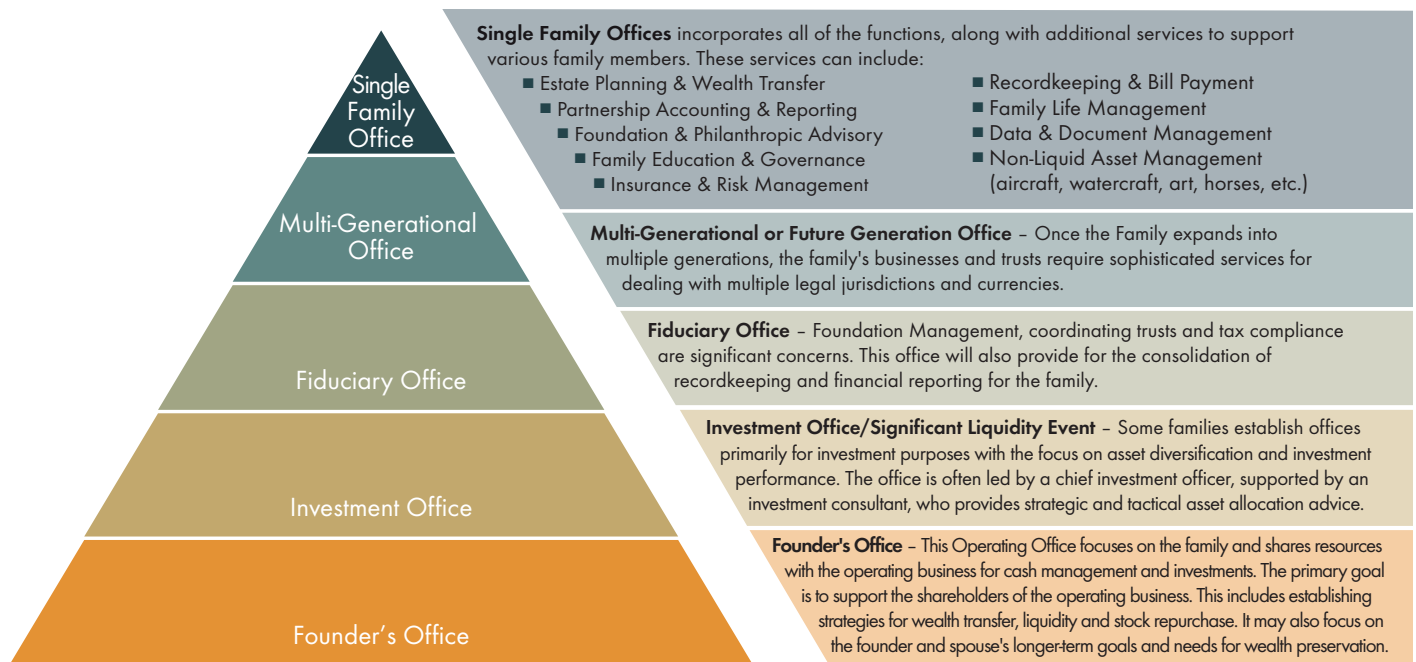 Single
Family
Office
Multi-Generational
Office
Fiduciary Office
Investment Office
Founder’s Office
Single Family Offices incorporates all of the functions, along with additional services to support
various family members. These services can include:
■ Estate Planning & Wealth Transfer
■ Partnership Accounting & Reporting
■ Foundation & Philanthropic Advisory
■ Family Education & Governance
■ Insurance & Risk Management
■ Recordkeeping & Bill Payment
■ Family Life Management
■ Data & Document Management
■ Non-Liquid Asset Management
(aircraft, watercraft, art, horses, etc.)
Multi-Generational or Future Generation Office – Once the Family expands into
multiple generations, the family's businesses and trusts require sophisticated services for
dealing with multiple legal jurisdictions and currencies.
Fiduciary Office – Foundation Management, coordinating trusts and tax compliance
are significant concerns. This office will also provide for the consolidation of
recordkeeping and financial reporting for the family.
Investment Office/Significant Liquidity Event – Some families establish offices
primarily for investment purposes with the focus on asset diversification and investment
performance. The office is often led by a chief investment officer, supported by an
investment consultant, who provides strategic and tactical asset allocation advice.
Founder's Office – This Operating Office focuses on the family and shares resources
with the operating business for cash management and investments. The primary goal
is to support the shareholders of the operating business. This includes establishing
strategies for wealth transfer, liquidity and stock repurchase. It may also focus on
the founder and spouse's longer-term goals and needs for wealth preservation.